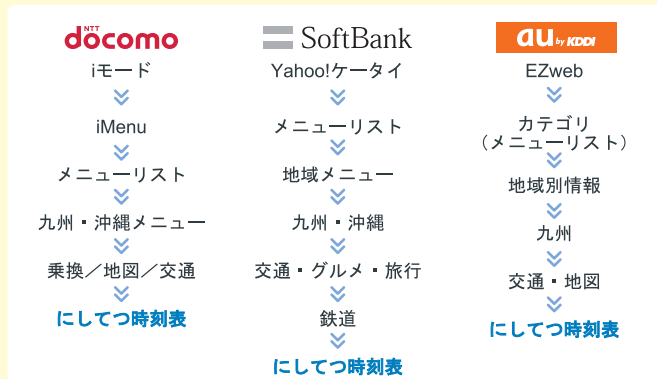 NTT
döcomo
iモード
iMenu
メニューリスト
九州・沖縄メニュー
乗換／地図／交通
にしてつ時刻表
SoftBank
Yahoo!ケータイ
メニューリスト
地域メニュー
九州・沖縄
交通・グルメ・旅行
鉄道
にしてつ時刻表
au by KDDI
EZweb
カテゴリ
（メニューリスト）
地域別情報
九州
交通・地図
にしてつ時刻表